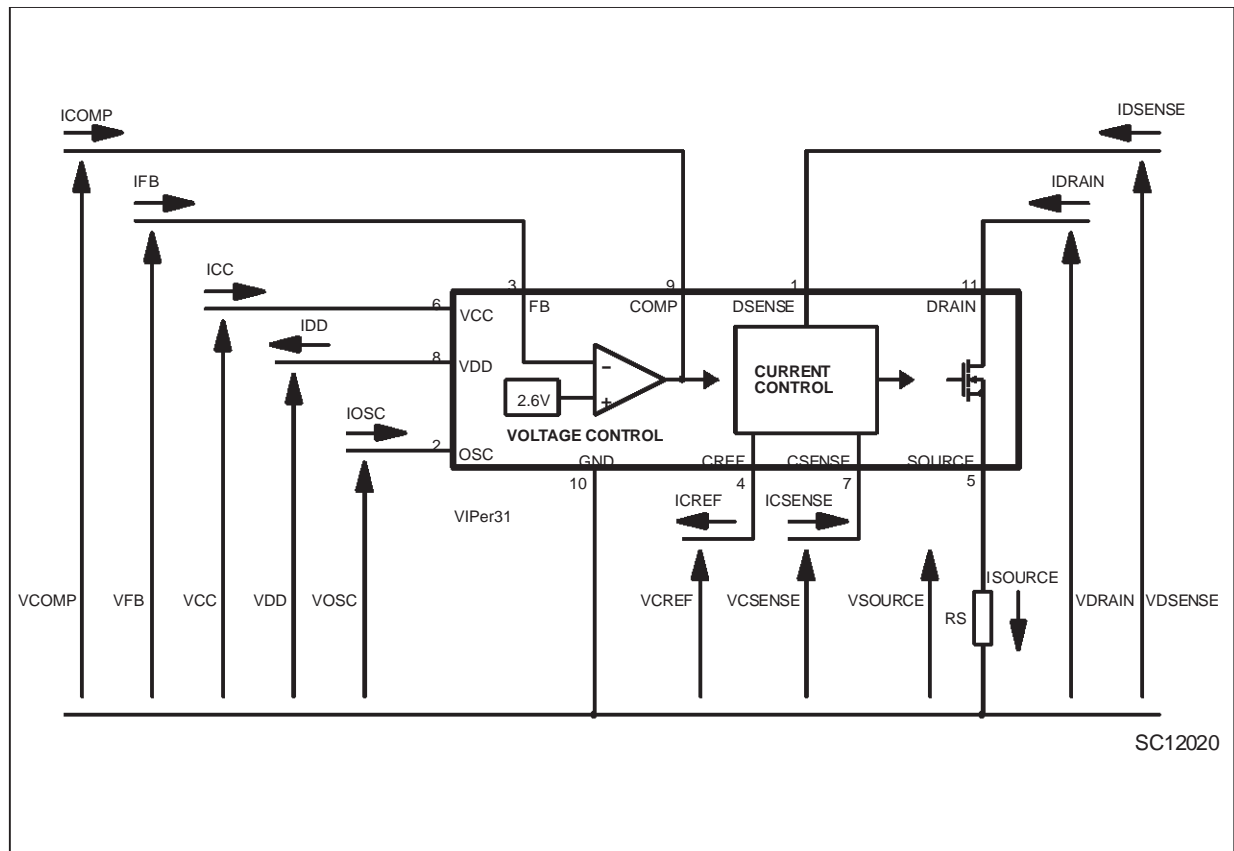 ICOMP
IDSENSE
IFB
IDRAIN
ICC
3
9
1
11
6
FB
COMP
DSENSE
DRAIN
VCC
IDD
8
VDD
CURRENT
CONTROL
-
2.6V
+
IOSC
VOLTAGE CONTROL
2
OSC
GND
CREF
CSENSE
SOURCE
10
4
7
5
ICREF
ICSENSE
VIPer31
ISOURCE
VCOMP
VFB
VCC
VDD
VOSC
VCREF
VCSENSE
VSOURCE
RS
VDRAIN
VDSENSE
SC12020